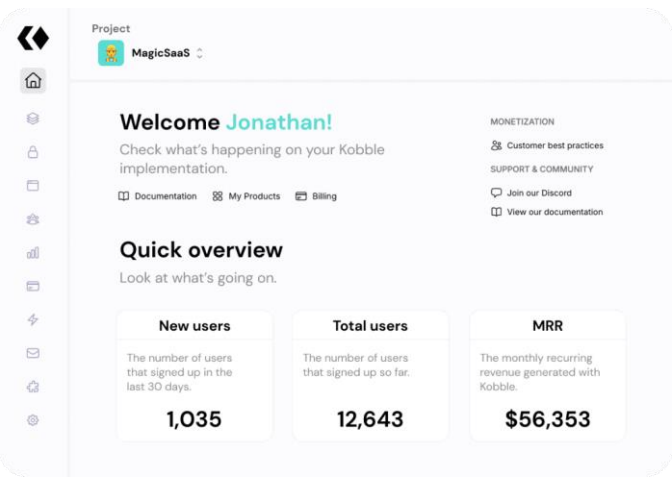 Project
MagicSaaS
Welcome Jonathan!
Check what's happening on your Kobble
implementation.
Documentation My Products Billing
MONETIZATION
Customer best practices
SUPPORT & COMMUNITY
Join our Discord
View our documentation
Quick overview
Look at what's going on.
New users
The number of users
that signed up in the
last 30 days.
1,035
Total users
The number of users
that signed up so far.
12,643
MRR
The monthly recurring
revenue generated with
Kobble.
$56,353